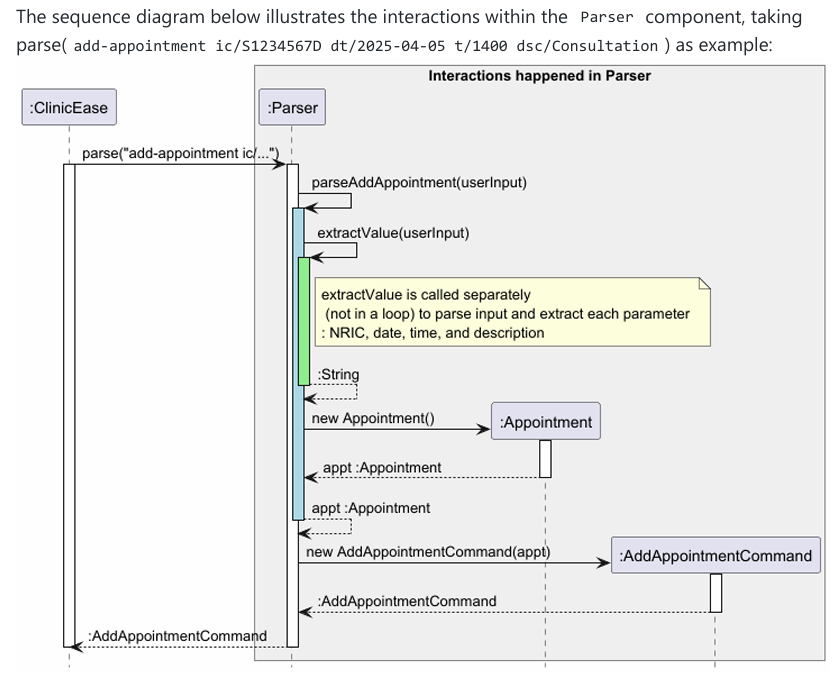 The sequence diagram below illustrates the interactions within the Parser component, taking
parse( add-appointment ic/S1234567D dt/2025-04-05 t/1400 dsc/Consultation ) as example:
Interactions happened in Parser
:ClinicEase
:Parser
parse("add-appointment ic/...")
parseAddAppointment(userInput)
extractValue(userInput)
extractValue is called separately
(not in a loop) to parse input and extract each parameter
: NRIC, date, time, and description
:String
new Appointment()
:Appointment
appt :Appointment
appt :Appointment
new AddAppointmentCommand(appt)
:AddAppointmentCommand
:AddAppointmentCommand
:AddAppointmentCommand